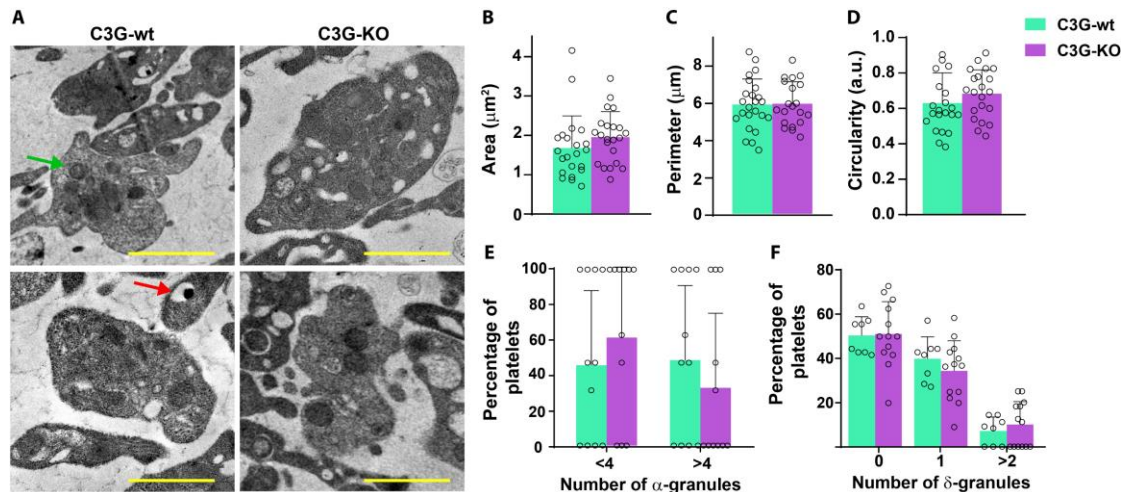 A
C3G-wt
C3G-KO
B
Area (μm²)
5
4
3
2
1
0
C
Perimeter (μm)
10
8
6
4
2
0
D
Circularity (a.u.)
1.0
0.8
0.6
0.4
0.2
0.0
C3G-wt
C3G-KO
E
Percentage of
platelets
100
80
60
40
20
0
<4
>4
Number of α-granules
F
Percentage of
platelets
80
60
40
20
0
1
>2
Number of δ-granules